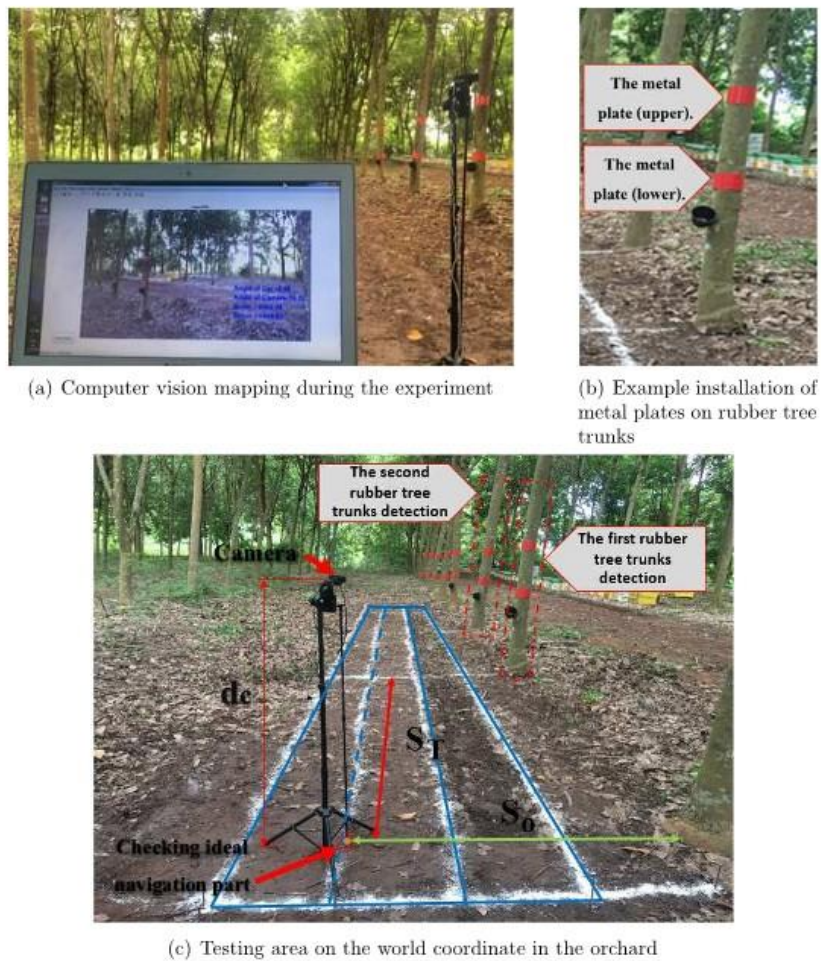 The metal
plate (upper).
The metal
plate (lower).
(a) Computer vision mapping during the experiment
(b) Example installation of
metal plates on rubber tree
trunks
The second
rubber tree
trunks detection
The first rubber
tree trunks
detection
Camera
dc
S_T
S_o
Checking ideal
navigation part
(c) Testing area on the world coordinate in the orchard